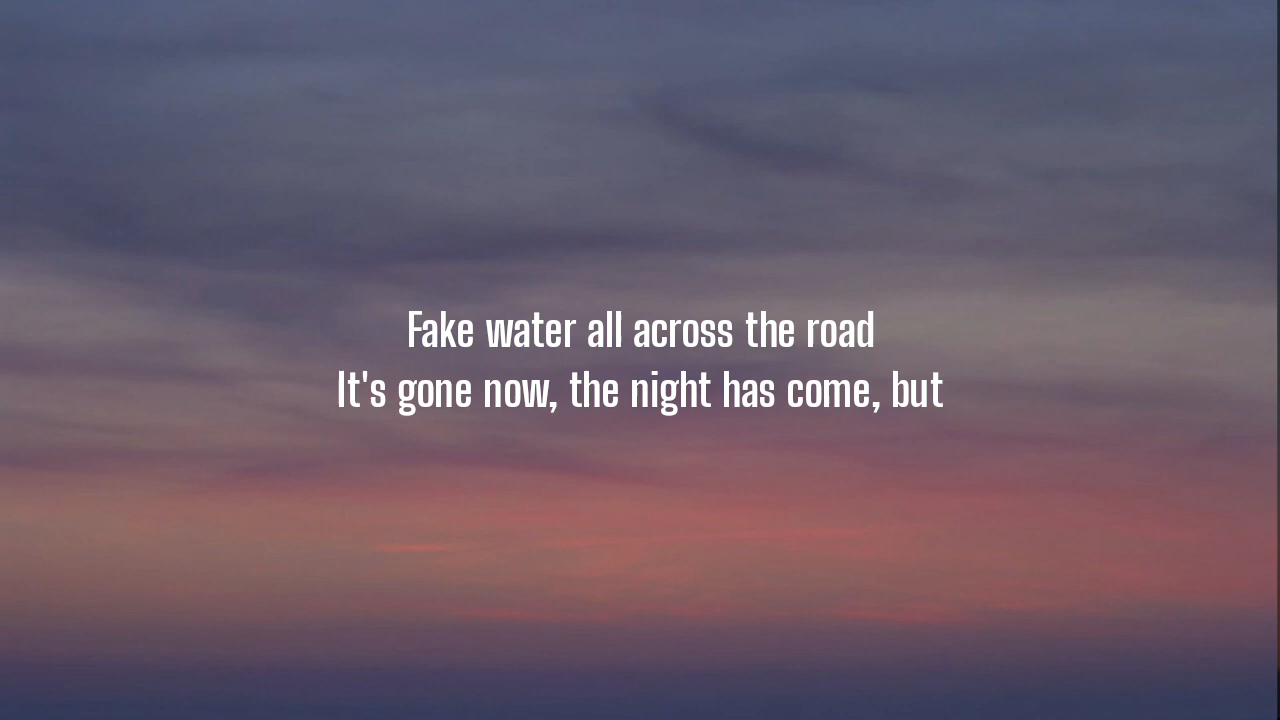 Fake water all across the road
It's gone now, the night has come, but